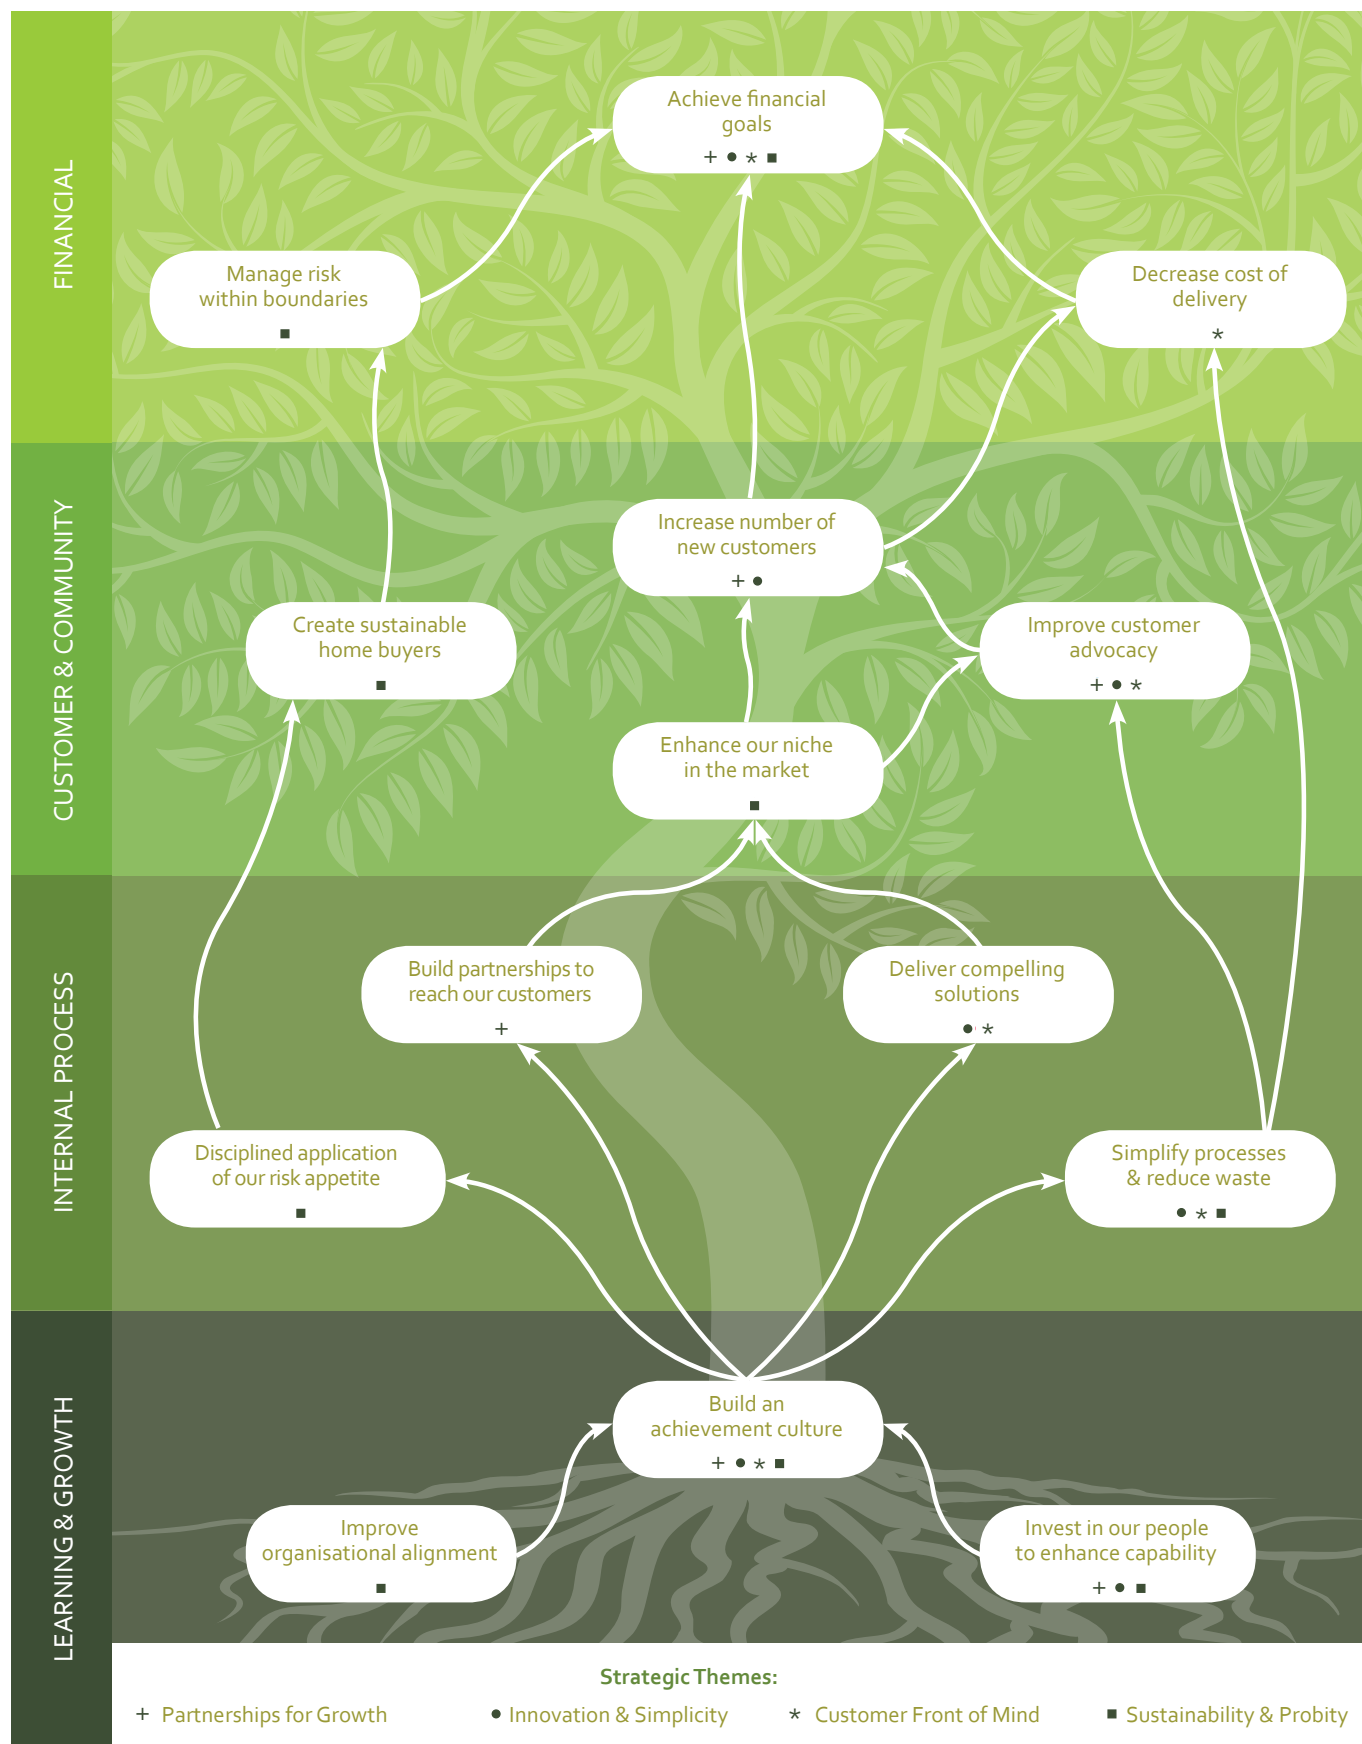 FINANCIAL
Achieve financial
goals
+ ● * ■
Manage risk
within boundaries
■
Decrease cost of
delivery
*
CUSTOMER & COMMUNITY
Increase number of
new customers
+ ●
Create sustainable
home buyers
■
Improve customer
advocacy
+ ● *
Enhance our niche
in the market
■
INTERNAL PROCESS
Build partnerships to
reach our customers
+
Deliver compelling
solutions
● *
Disciplined application
of our risk appetite
■
Simplify processes
& reduce waste
● * ■
LEARNING & GROWTH
Build an
achievement culture
+ ● * ■
Improve
organisational alignment
■
Invest in our people
to enhance capability
+ ● ■
Strategic Themes:
+ Partnerships for Growth
● Innovation & Simplicity
* Customer Front of Mind
■ Sustainability & Probity